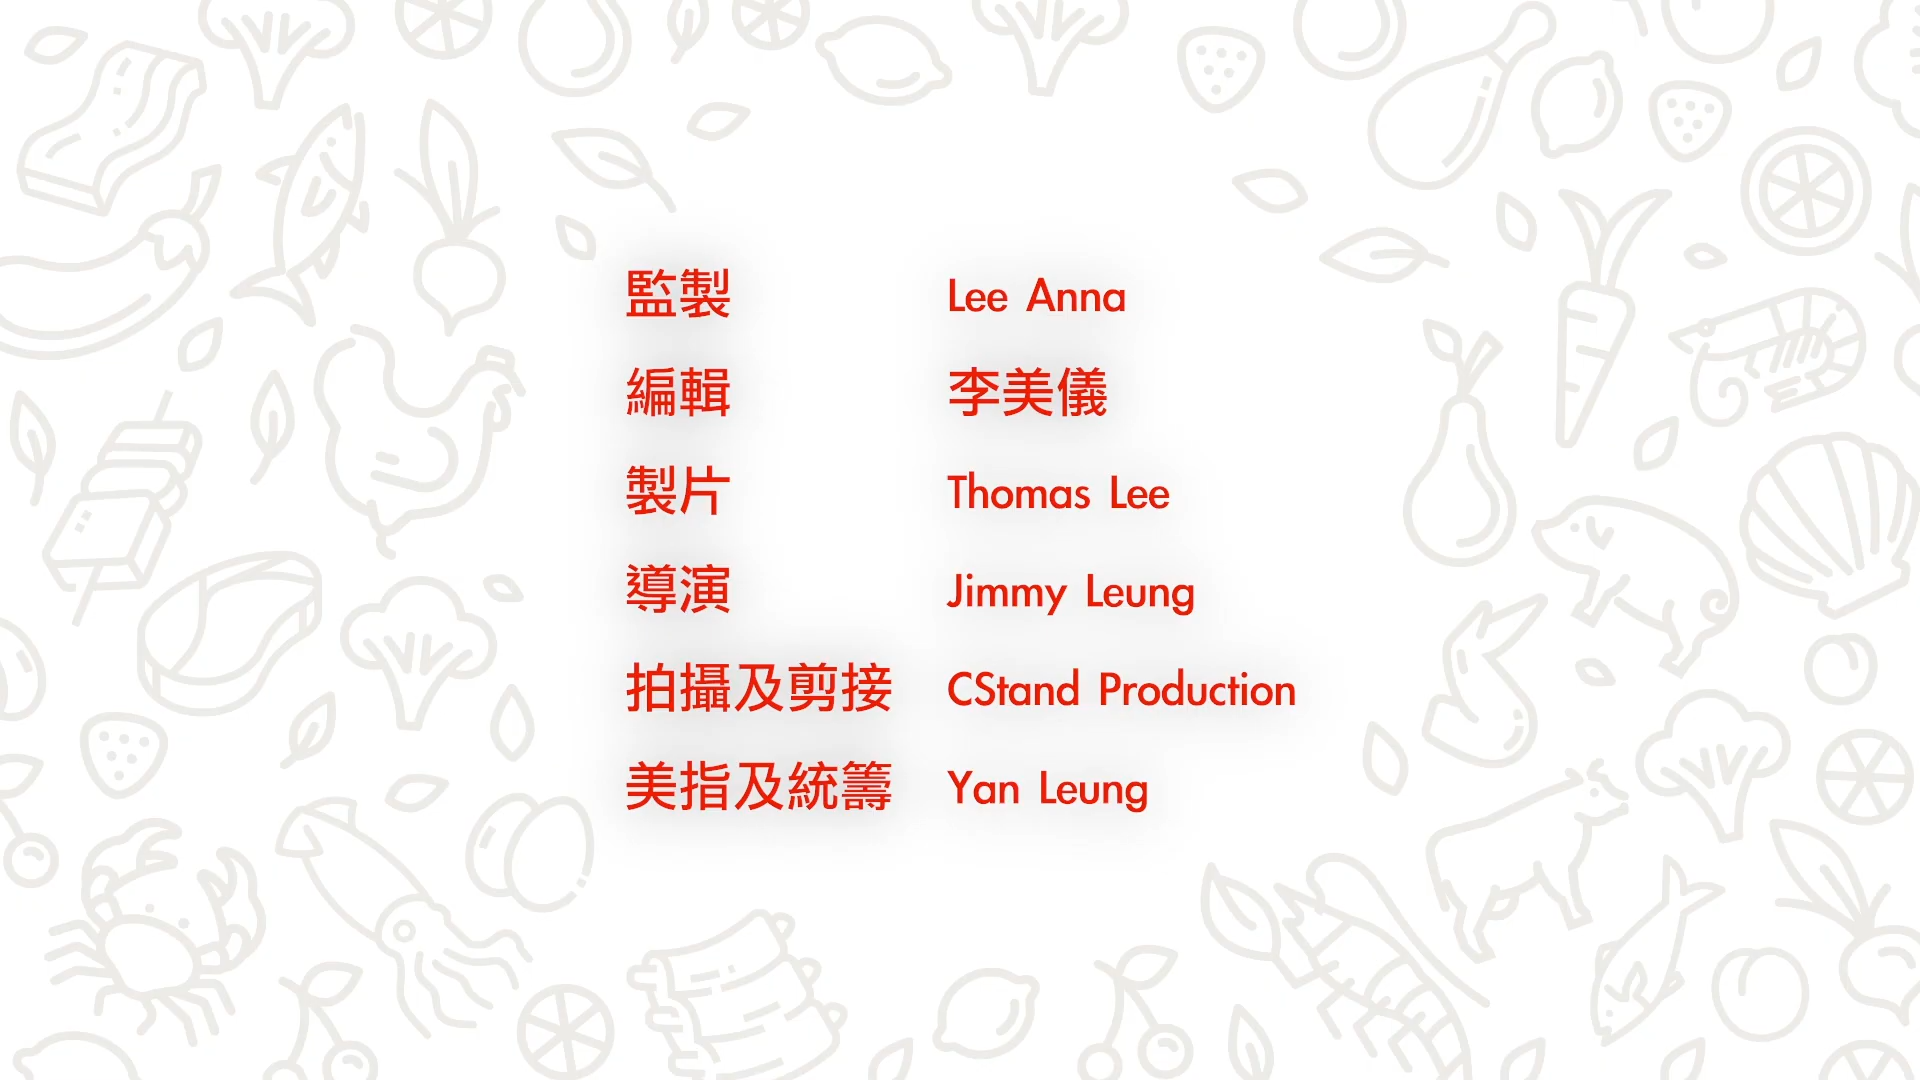 監製 Lee Anna
編輯 李美儀
製片 Thomas Lee
導演 Jimmy Leung
拍攝及剪接 CStand Production
美指及統籌 Yan Leung